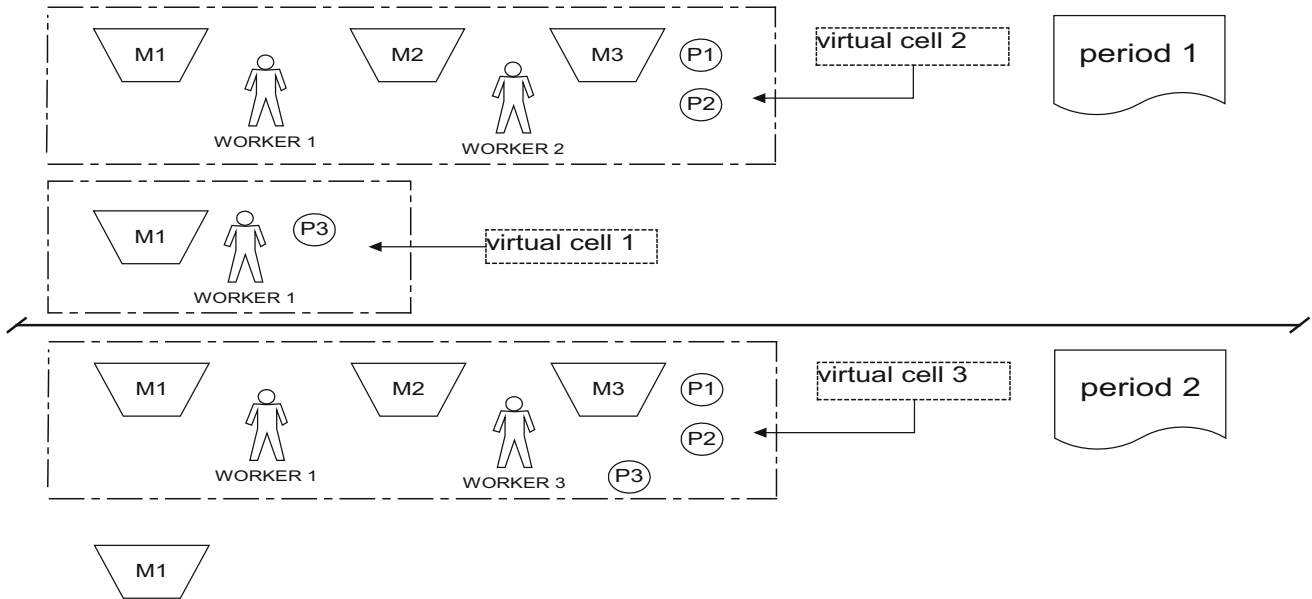 M1 M2 M3 P1 virtual cell 2 period 1
P2
WORKER 1 WORKER 2
M1 P3 virtual cell 1
WORKER 1
M1 M2 M3 P1 virtual cell 3 period 2
P2
WORKER 1 WORKER 3 P3
M1